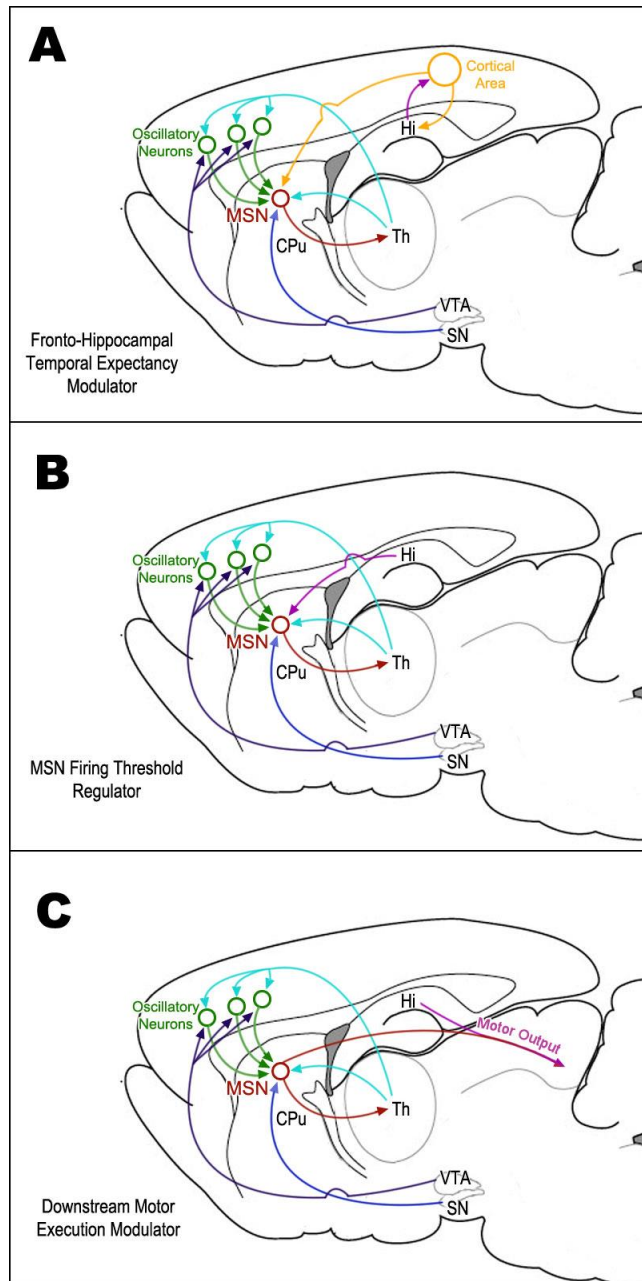 A
Cortical
Area
Hi
Oscillatory
Neurons
MSN
CPu
Th
VTA
SN
Fronto-Hippocampal
Temporal Expectancy
Modulator
B
Hi
Oscillatory
Neurons
MSN
CPu
Th
VTA
SN
MSN Firing Threshold
Regulator
C
Hi
Oscillatory
Neurons
Motor Output
MSN
CPu
Th
VTA
SN
Downstream Motor
Execution Modulator